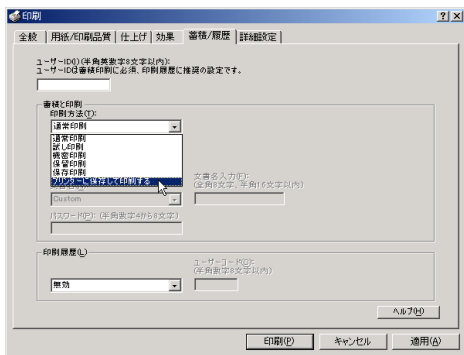 印刷
全般 用紙/印刷品質 仕上げ 効果 蓄積/履歴 詳細設定
ユーザーID(I)(半角英数字8文字以内):
ユーザーIDは蓄積印刷に必須、印刷履歴に
推奨の設定です。
蓄積と印刷
印刷方法(T):
通常印刷
通常印刷
試し印刷
機密印刷
保留印刷
保存印刷
プリンターに保存して印刷する
文書名入力(F):
(全角8文字、半角16文字以内)
Custom
パスワード(P): (半角数字4から8文字)
印刷履歴(L)
ユーザーコード(C):
(半角数字8文字以内)
無効
ヘルプ(H)
印刷(P) キャンセル 適用(A)